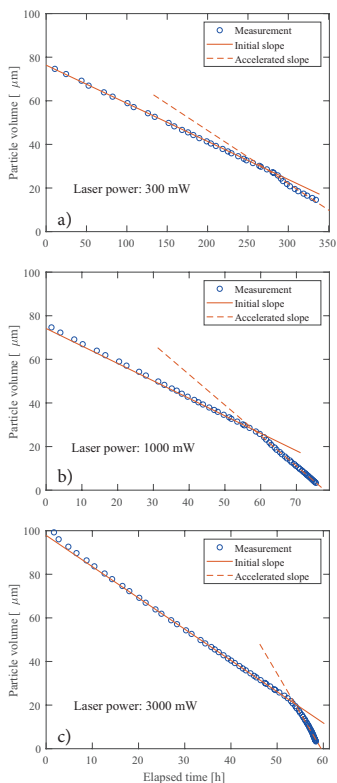 a)
100
80
60
40
20
0
Particle volume [ μm]
Measurement
Initial slope
Accelerated slope
Laser power: 300 mW
0 50 100 150 200 250 300 350
b)
100
80
60
40
20
0
Particle volume [ μm]
Measurement
Initial slope
Accelerated slope
Laser power: 1000 mW
0 10 20 30 40 50 60 70
c)
100
80
60
40
20
0
Particle volume [ μm]
Measurement
Initial slope
Accelerated slope
Laser power: 3000 mW
0 10 20 30 40 50 60
Elapsed time [h]